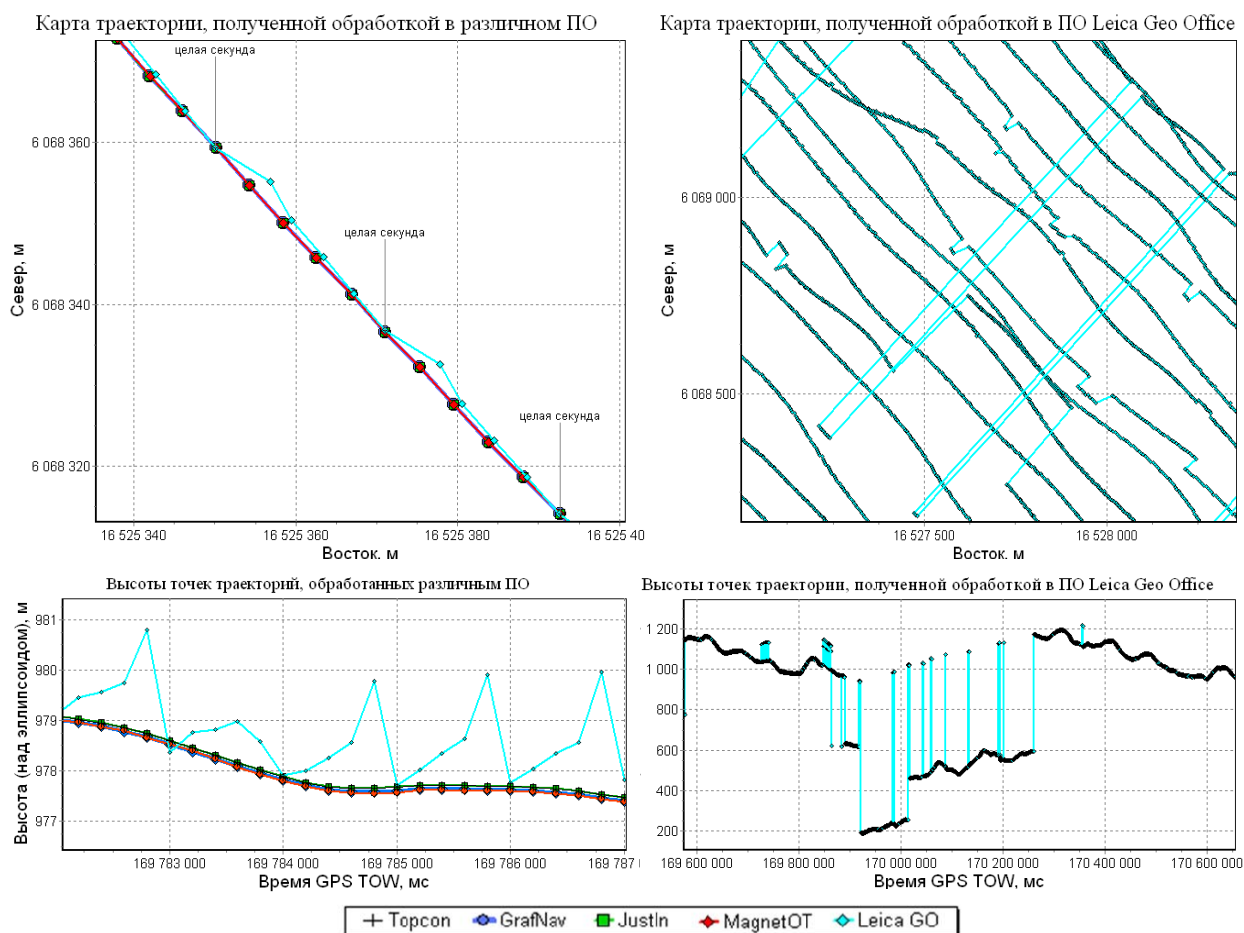 Карта траектории, полученной обработкой в различном ПО
целая секунда
6 068 360
целая секунда
6 068 340
целая секунда
6 068 320
Север, м
16 525 340
16 525 360
16 525 380
16 525 40
Восток. м
Карта траектории, полученной обработкой в ПО Leica Geo Office
6 069 000
6 068 500
Север, м
16 527 500
16 528 000
Восток. м
Высоты точек траекторий, обработанных различным ПО
981
980
979
978
977
Высота (над эллипсоидом), м
169 783 000
169 784 000
169 785 000
169 786 000
169 787
Время GPS TOW, мс
Высоты точек траектории, полученной обработкой в ПО Leica Geo Office
1 200
1 000
800
600
400
200
169 600 000
169 800 000
170 000 000
170 200 000
170 400 000
170 600 000
Время GPS TOW, мс
Topcon GrafNav JustIn MagnetOT Leica GO